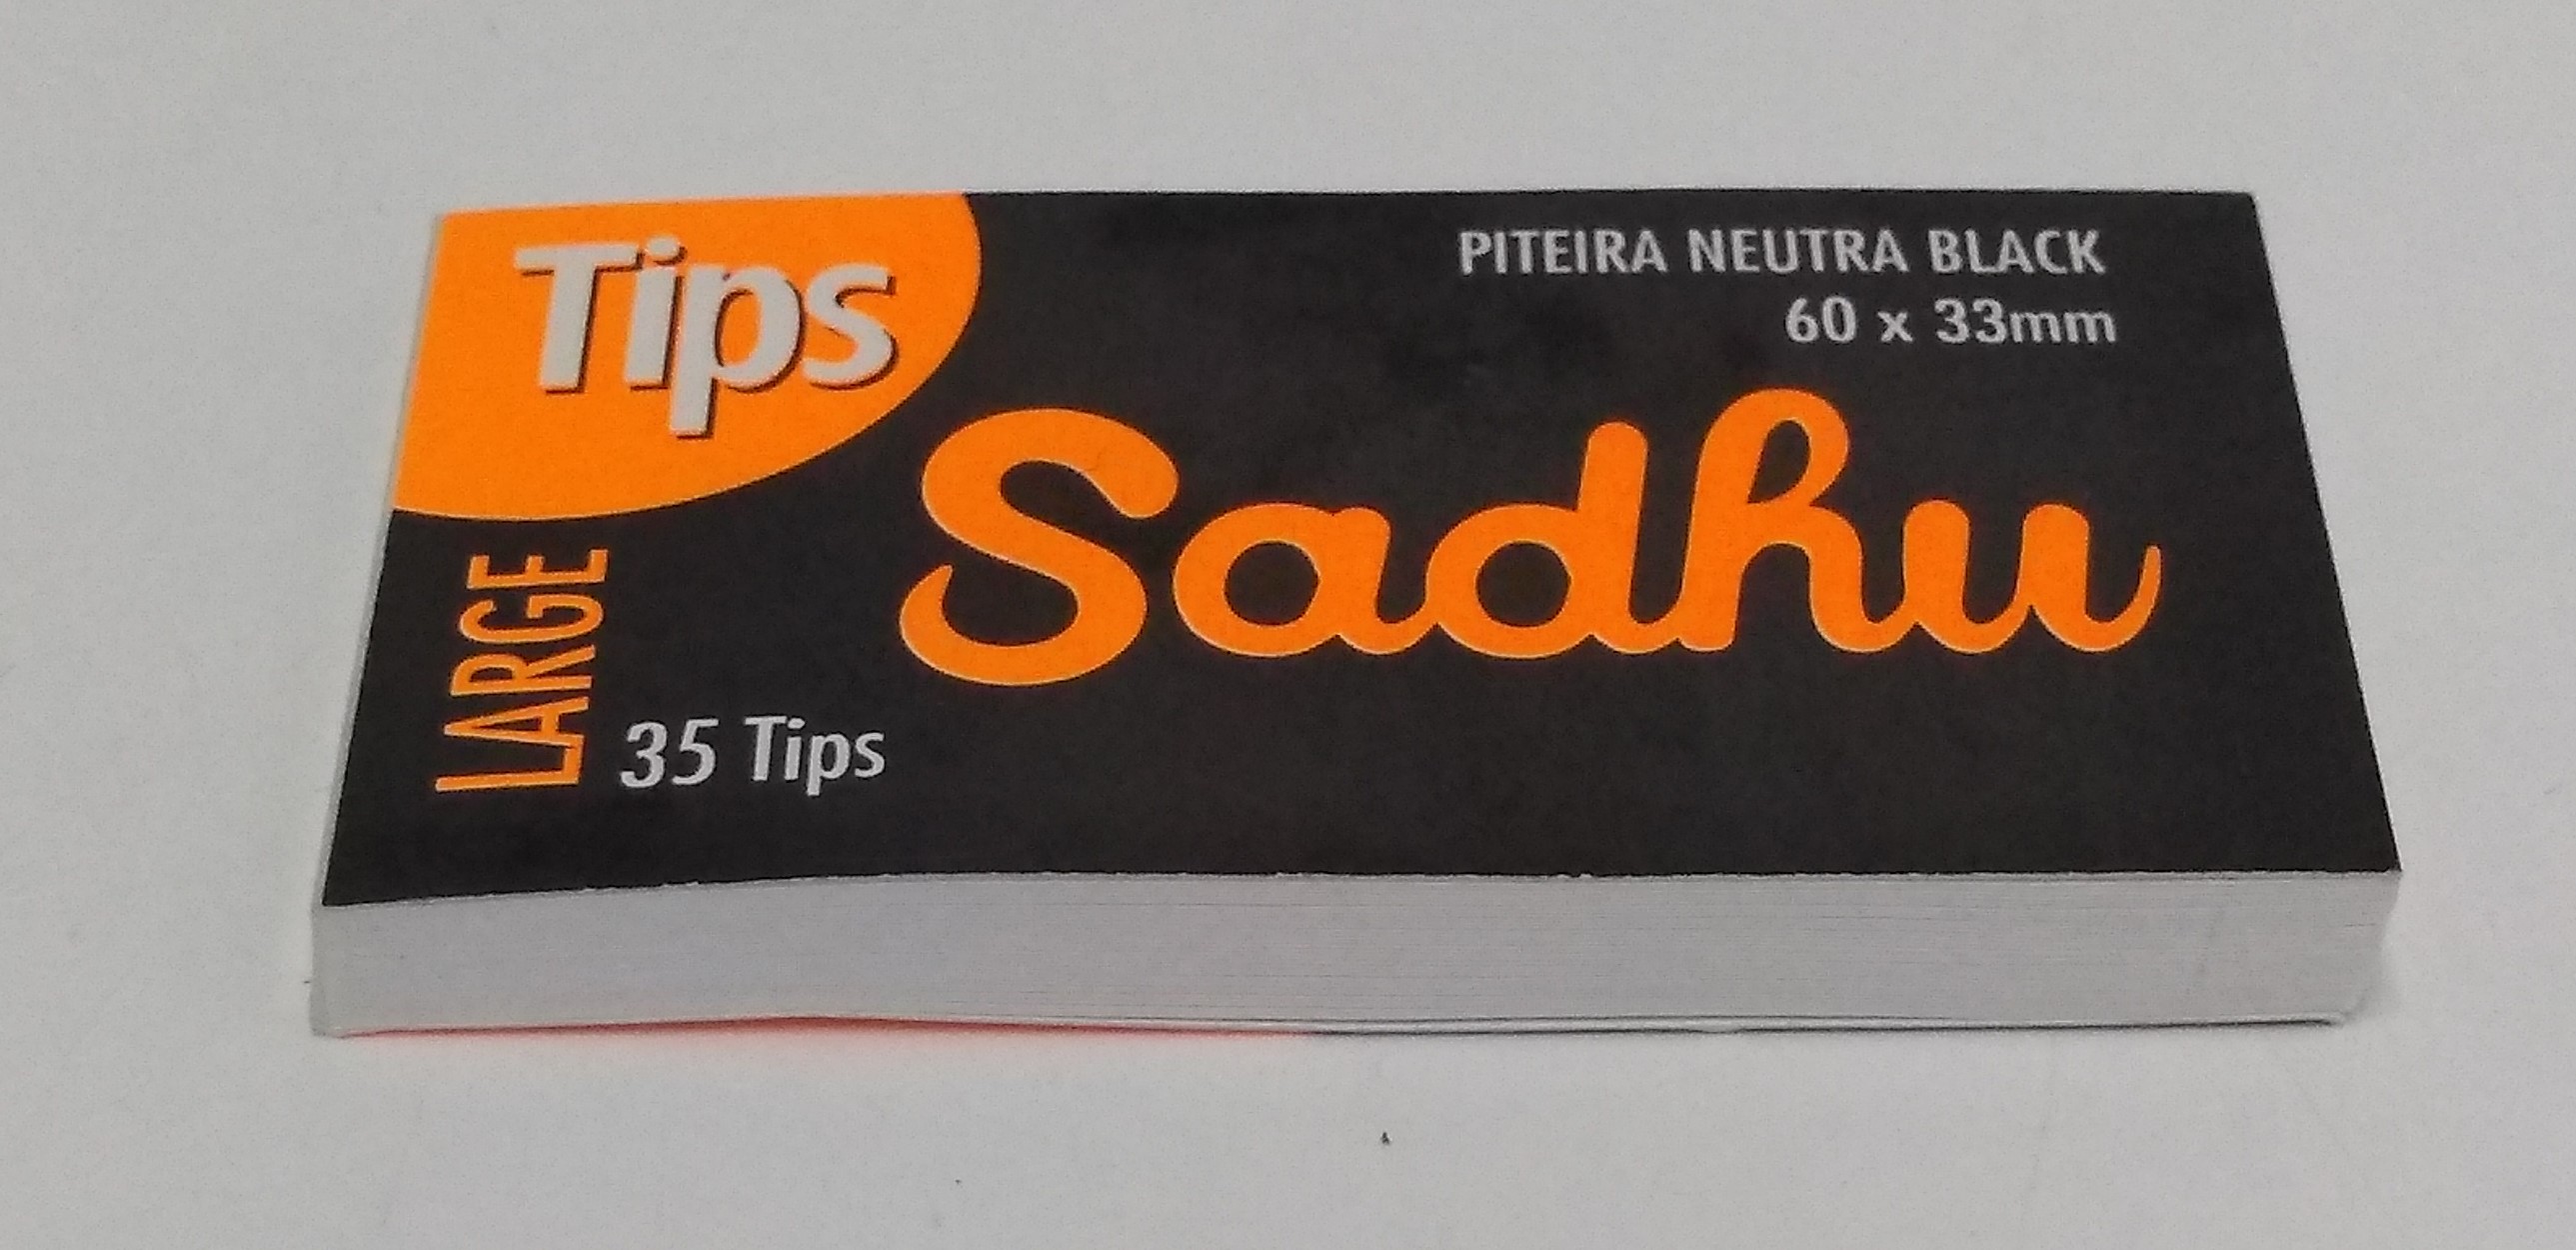 Tips
PITEIRA NEUTRA BLACK
60 x 33mm
Sadhu
LARGE
35 Tips